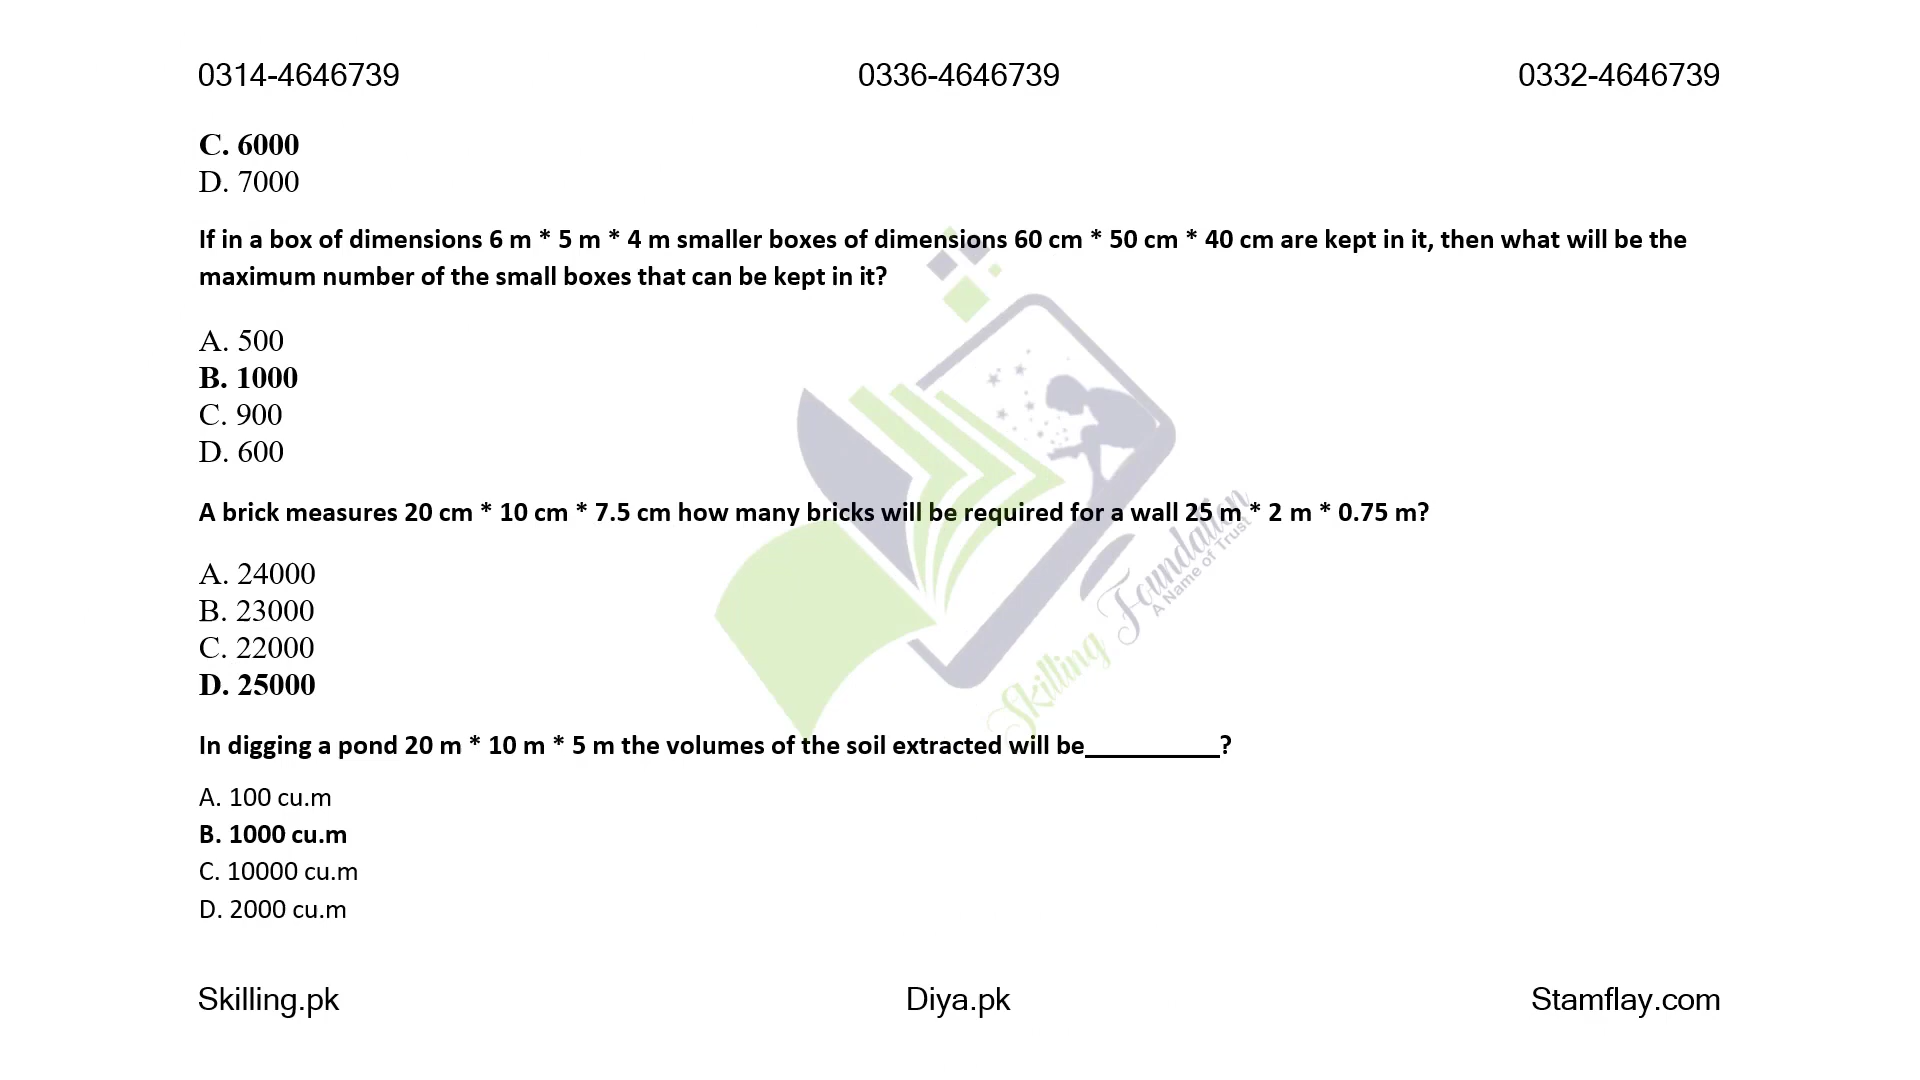 0314-4646739 0336-4646739 0332-4646739
C. 6000
D. 7000
If in a box of dimensions 6 m * 5 m * 4 m smaller boxes of dimensions 60 cm * 50 cm * 40 cm are kept in it, then what will be the
maximum number of the small boxes that can be kept in it?
A. 500
B. 1000
C. 900
D. 600
A brick measures 20 cm * 10 cm * 7.5 cm how many bricks will be required for a wall 25 m * 2 m * 0.75 m?
A. 24000
B. 23000
C. 22000
D. 25000
Skilling Foundation
A Name of Trust
In digging a pond 20 m * 10 m * 5 m the volumes of the soil extracted will be__________?
A. 100 cu.m
B. 1000 cu.m
C. 10000 cu.m
D. 2000 cu.m
Skilling.pk Diya.pk Stamflay.com